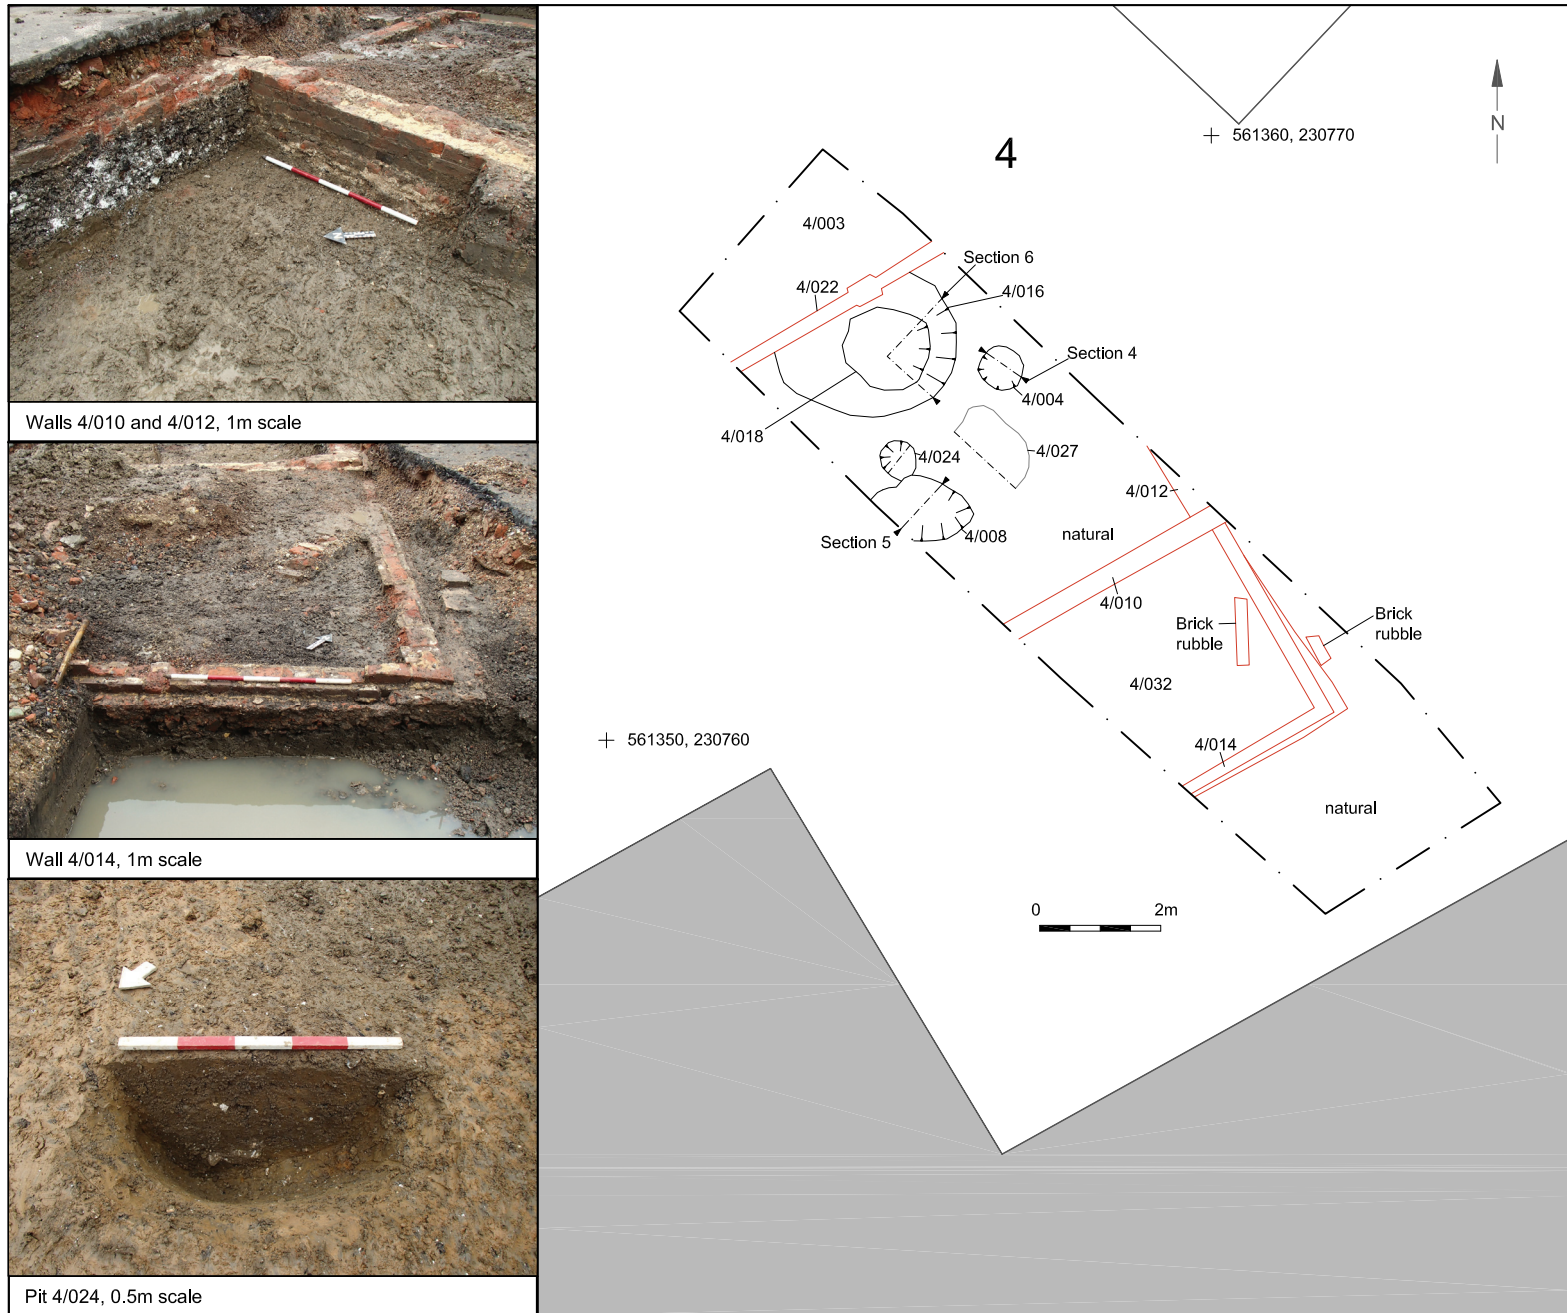 Walls 4/010 and 4/012, 1m scale
Wall 4/014, 1m scale
Pit 4/024, 0.5m scale
4
561360, 230770
N
4/003
Section 6
4/022
4/016
Section 4
4/004
4/018
4/024
4/027
4/012
Section 5
4/008
natural
4/010
Brick
rubble
Brick
rubble
4/032
561350, 230760
4/014
natural
0 2m